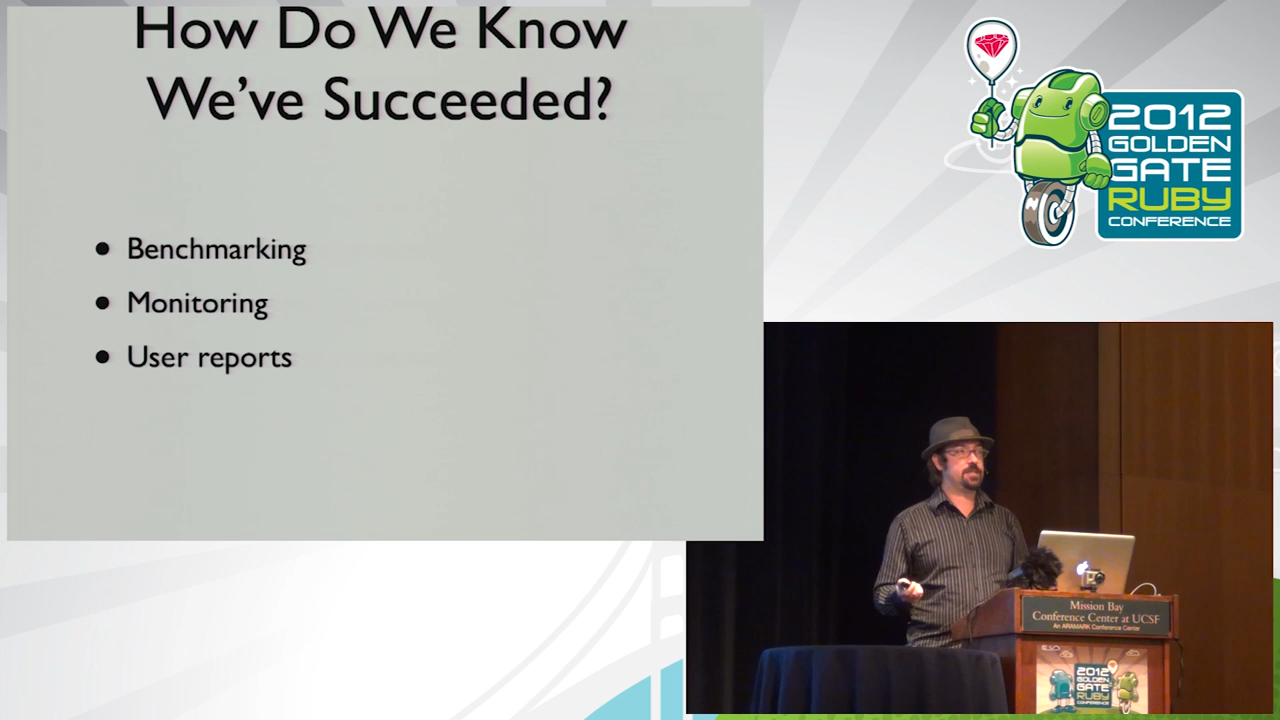 How Do We Know
We've Succeeded?
• Benchmarking
• Monitoring
• User reports
2012
GOLDEN
GATE
RUBY
CONFERENCE
Mission Bay
Conference Center at UCSF
An ARAMARK Conference Center
2012
GOLDEN
GATE
RUBY
CONFERENCE